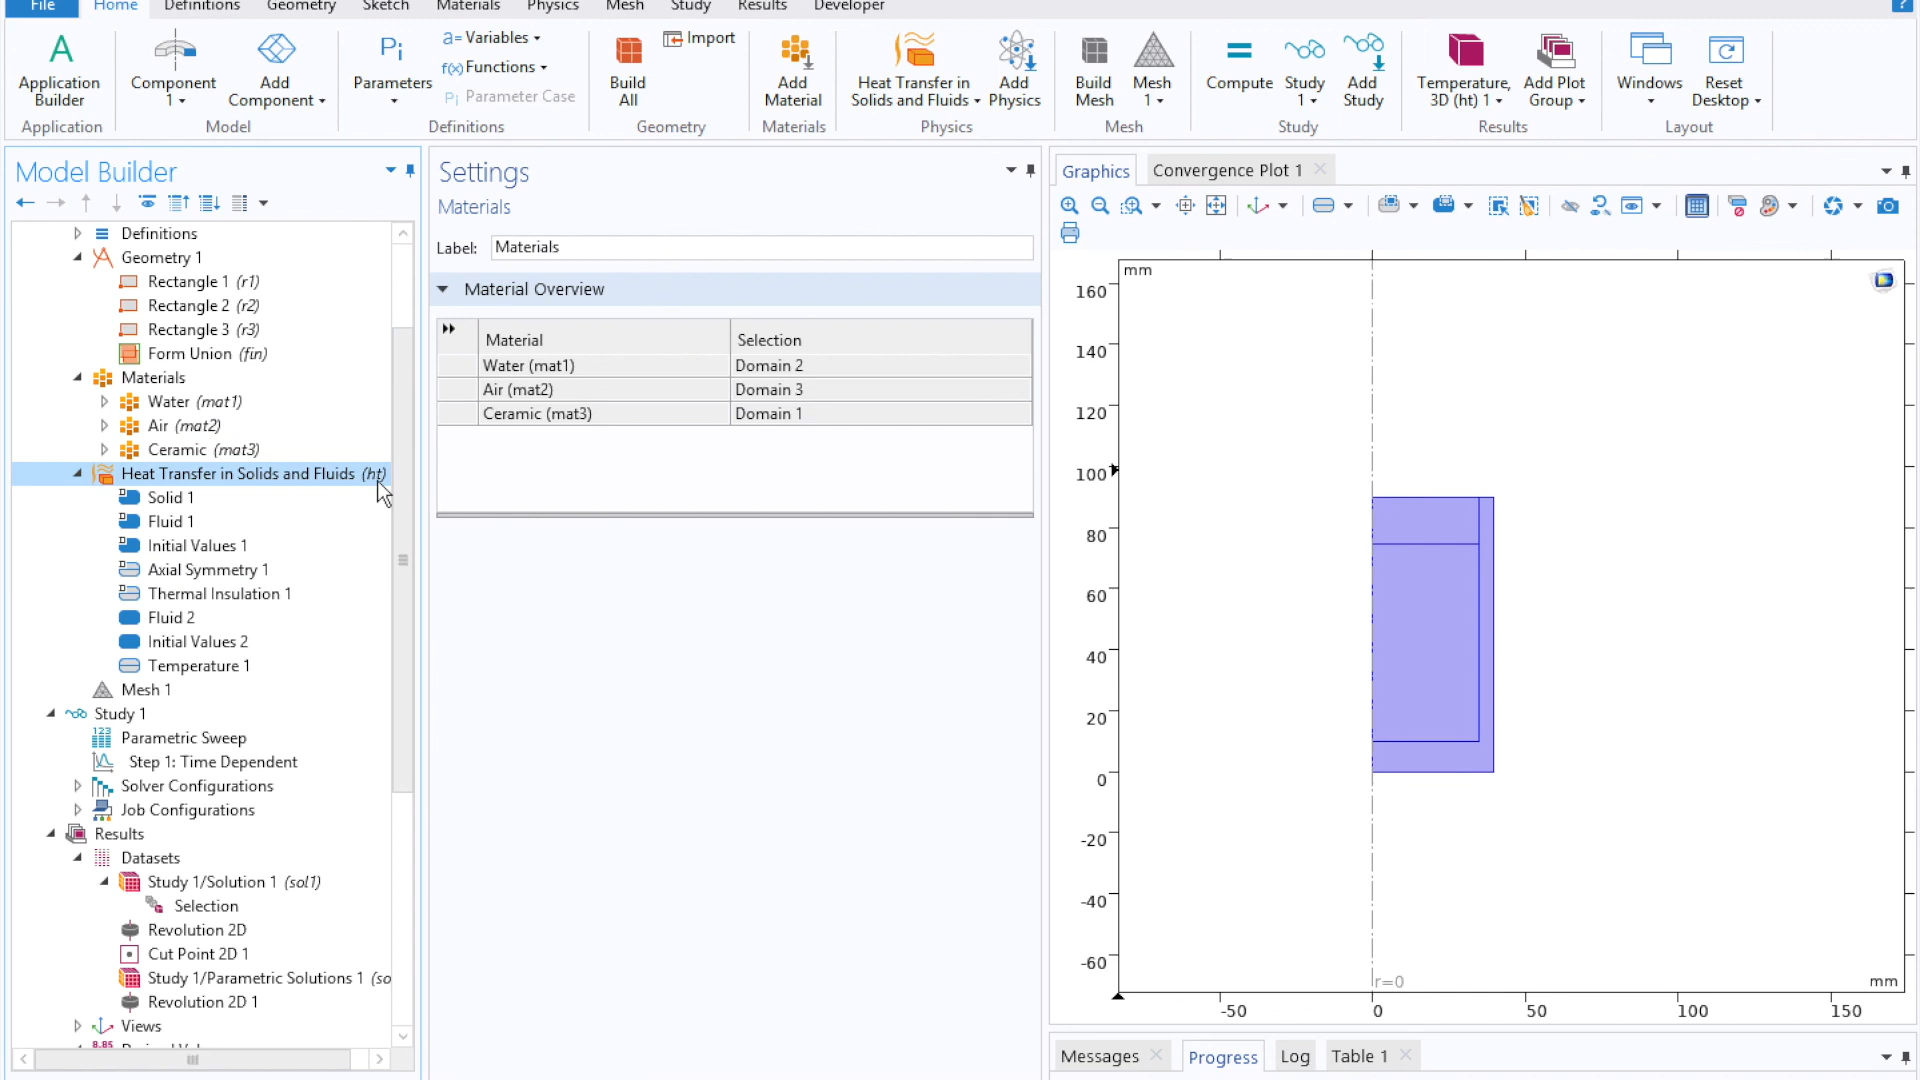 File Home Definitions Geometry Sketch Materials Physics Mesh Study Results Developer ?
Application Builder
Component 1
Add Component
Pi Parameters
a= Variables
f(x) Functions
Pi Parameter Case
Build All
Import
Add Material
Heat Transfer in Solids and Fluids
Add Physics
Build Mesh
Mesh 1
Compute
Study 1
Add Study
Temperature, 3D (ht) 1
Add Plot Group
Windows
Reset Desktop
Application Model Definitions Geometry Materials Physics Mesh Study Results Layout
Model Builder
Definitions
Geometry 1
Rectangle 1 (r1)
Rectangle 2 (r2)
Rectangle 3 (r3)
Form Union (fin)
Materials
Water (mat1)
Air (mat2)
Ceramic (mat3)
Heat Transfer in Solids and Fluids (ht)
Solid 1
Fluid 1
Initial Values 1
Axial Symmetry 1
Thermal Insulation 1
Fluid 2
Initial Values 2
Temperature 1
Mesh 1
Study 1
Parametric Sweep
Step 1: Time Dependent
Solver Configurations
Job Configurations
Results
Datasets
Study 1/Solution 1 (sol1)
Selection
Revolution 2D
Cut Point 2D 1
Study 1/Parametric Solutions 1 (so
Revolution 2D 1
Views
Settings
Materials
Label: Materials
Material Overview
Material Selection
Water (mat1) Domain 2
Air (mat2) Domain 3
Ceramic (mat3) Domain 1
Graphics Convergence Plot 1
mm
160
140
120
100
80
60
40
20
0
-20
-40
-60
r=0
mm
-50 0 50 100 150
Messages Progress Log Table 1